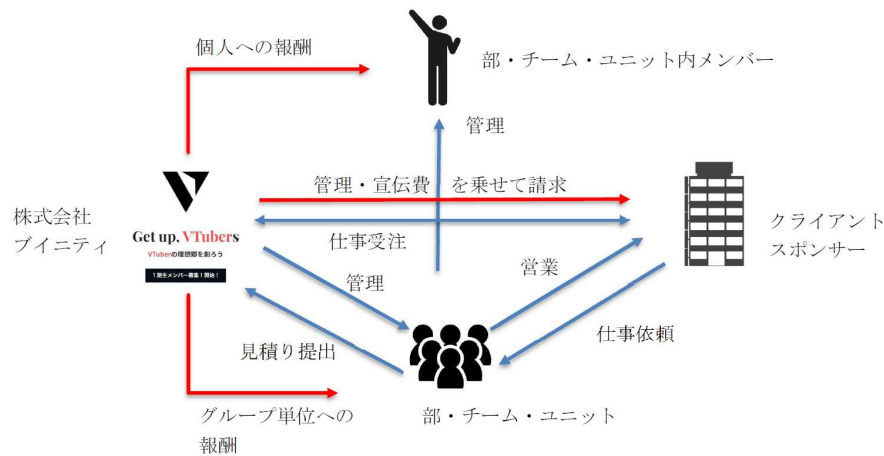 個人への報酬
部・チーム・ユニット内メンバー
管理
管理・宣伝費 を乗せて請求
株式会社
ブイニティ
Get up, VTubers
VTuberの理想郷を創ろう
1期生メンバー募集!開始!
仕事受注
クライアント
スポンサー
管理
営業
見積り提出
仕事依頼
グループ単位への
報酬
部・チーム・ユニット